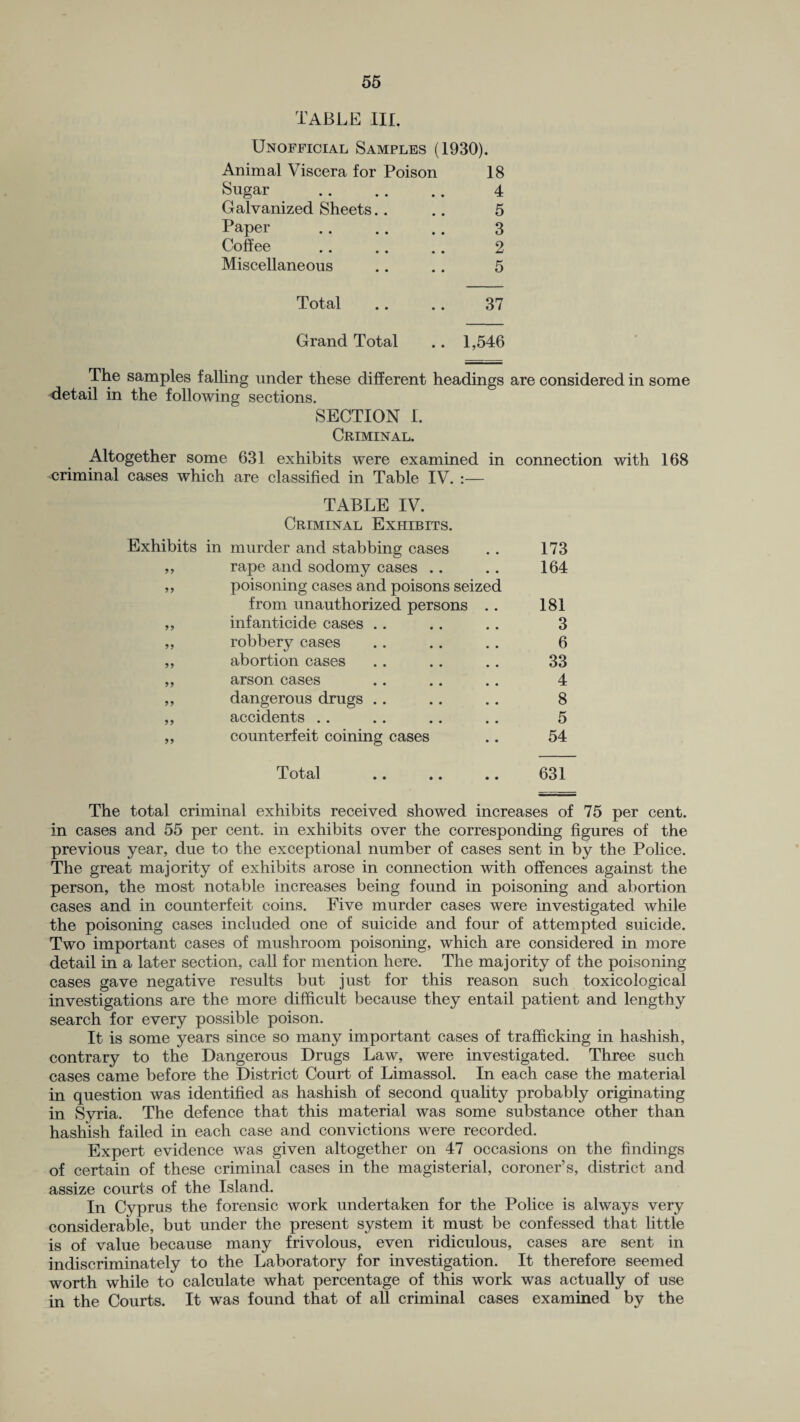 55
TABLE III.
Unofficial Samples (1930).
Animal Viscera for Poison 18
Sugar .. .. .. 4
Galvanized Sheets.. .. 5
Paper .. .. .. 3
Coffee .. .. .. 2
Miscellaneous .. .. 5
Total .. .. 37
Grand Total .. 1,546
The samples falling under these different headings are considered in some
detail in the following sections.
SECTION I.
Criminal.
Altogether some 631 exhibits were examined in connection with 168
criminal cases which are classified in Table IV. :—
TABLE IV.
Criminal Exhibits.
Exhibits in murder and stabbing cases .. 173
,, rape and sodomy cases .. .. 164
,, poisoning cases and poisons seized
from unauthorized persons .. 181
,, infanticide cases .. .. .. 3
,, robbery cases .. .. .. 6
,, abortion cases .. .. .. 33
,, arson cases .. .. .. 4
,, dangerous drugs .. .. .. 8
,, accidents .. .. .. .. 5
,, counterfeit coining cases .. 54
Total .. .. .. 631
The total criminal exhibits received showed increases of 75 per cent.
in cases and 55 per cent. in exhibits over the corresponding figures of the
previous year, due to the exceptional number of cases sent in by the Police.
The great majority of exhibits arose in connection with offences against the
person, the most notable increases being found in poisoning and abortion
cases and in counterfeit coins. Five murder cases were investigated while
the poisoning cases included one of suicide and four of attempted suicide.
Two important cases of mushroom poisoning, which are considered in more
detail in a later section, call for mention here. The majority of the poisoning
cases gave negative results but just for this reason such toxicological
investigations are the more difficult because they entail patient and lengthy
search for every possible poison.
It is some years since so many important cases of trafficking in hashish,
contrary to the Dangerous Drugs Law, were investigated. Three such
cases came before the District Court of Limassol. In each case the material
in question was identified as hashish of second quality probably originating
in Syria. The defence that this material was some substance other than
hashish failed in each case and convictions were recorded.
Expert evidence was given altogether on 47 occasions on the findings
of certain of these criminal cases in the magisterial, coroner's, district and
assize courts of the Island.
In Cyprus the forensic work undertaken for the Police is always very
considerable, but under the present system it must be confessed that little
is of value because many frivolous, even ridiculous, cases are sent in
indiscriminately to the Laboratory for investigation. It therefore seemed
worth while to calculate what percentage of this work was actually of use
in the Courts. It was found that of all criminal cases examined by the